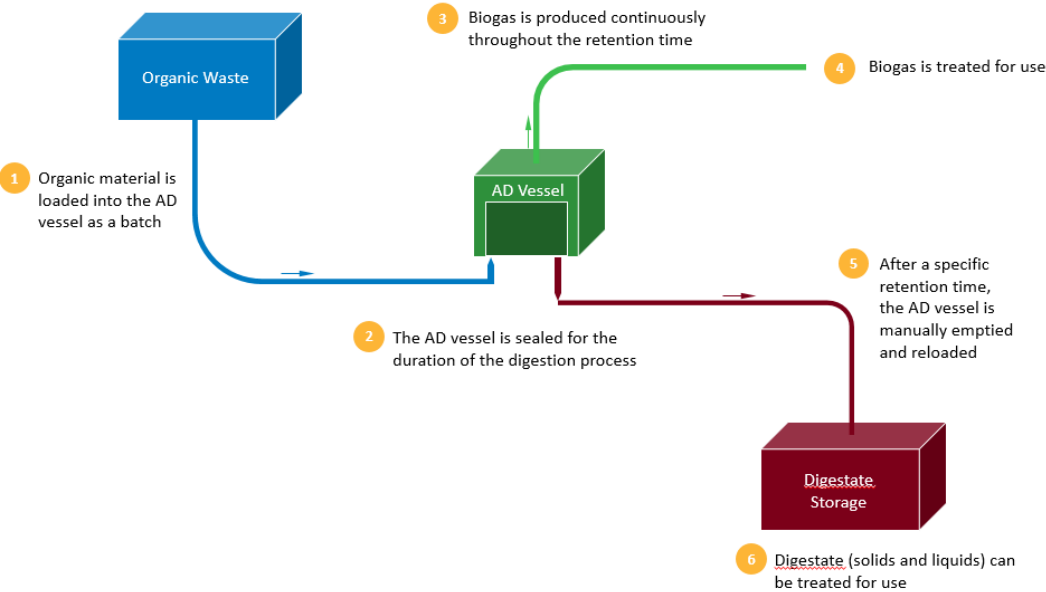 Organic Waste
1
Organic material is
loaded into the AD
vessel as a batch
2
The AD vessel is sealed for the
duration of the digestion process
3
Biogas is produced continuously
throughout the retention time
AD Vessel
4
Biogas is treated for use
5
After a specific
retention time,
the AD vessel is
manually emptied
and reloaded
Digestate
Storage
6
Digestate (solids and liquids) can
be treated for use